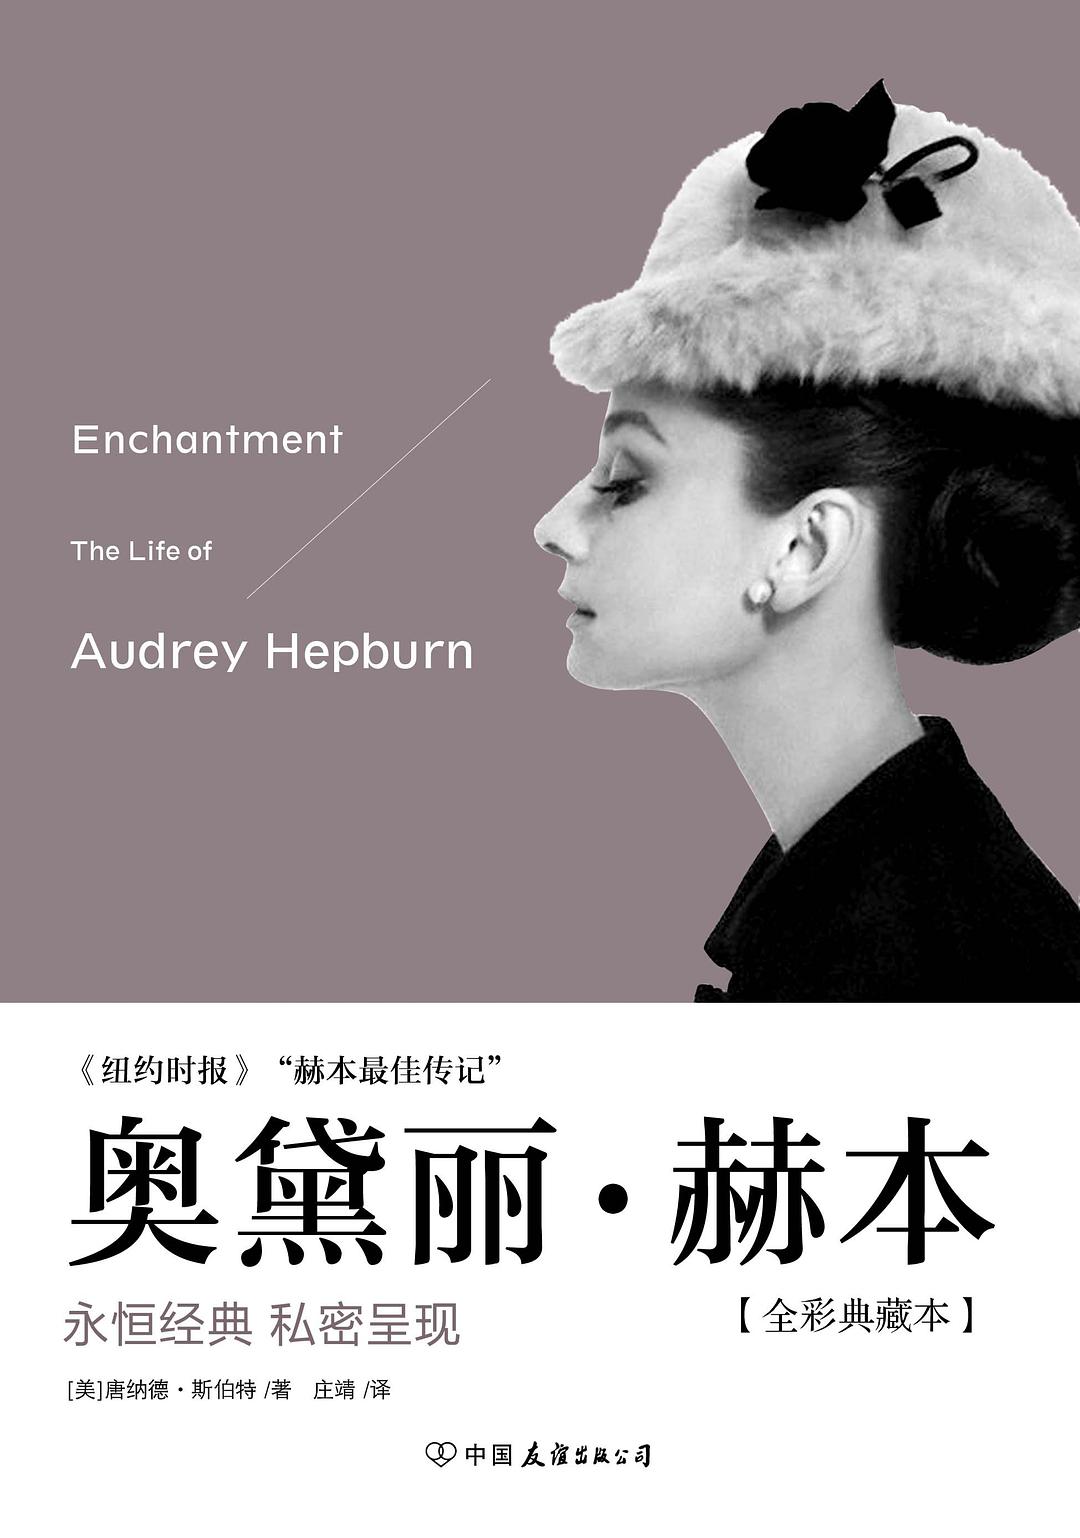 Enchantment
The Life of
Audrey Hepburn
《纽约时报》“赫本最佳传记”
奥黛丽·赫本
永恒经典 私密呈现
【全彩典藏本】
[美]唐纳德·斯伯特 /著 庄靖 /译
中国友谊出版公司